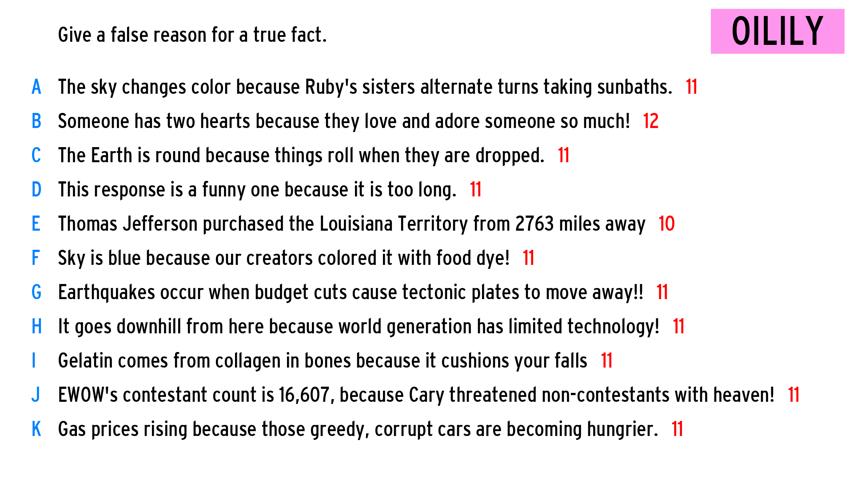 Give a false reason for a true fact.
OILILY
A The sky changes color because Ruby's sisters alternate turns taking sunbaths. 11
B Someone has two hearts because they love and adore someone so much! 12
C The Earth is round because things roll when they are dropped. 11
D This response is a funny one because it is too long. 11
E Thomas Jefferson purchased the Louisiana Territory from 2763 miles away 10
F Sky is blue because our creators colored it with food dye! 11
G Earthquakes occur when budget cuts cause tectonic plates to move away!! 11
H It goes downhill from here because world generation has limited technology! 11
I Gelatin comes from collagen in bones because it cushions your falls 11
J EWOW's contestant count is 16,607, because Cary threatened non-contestants with heaven! 11
K Gas prices rising because those greedy, corrupt cars are becoming hungrier. 11